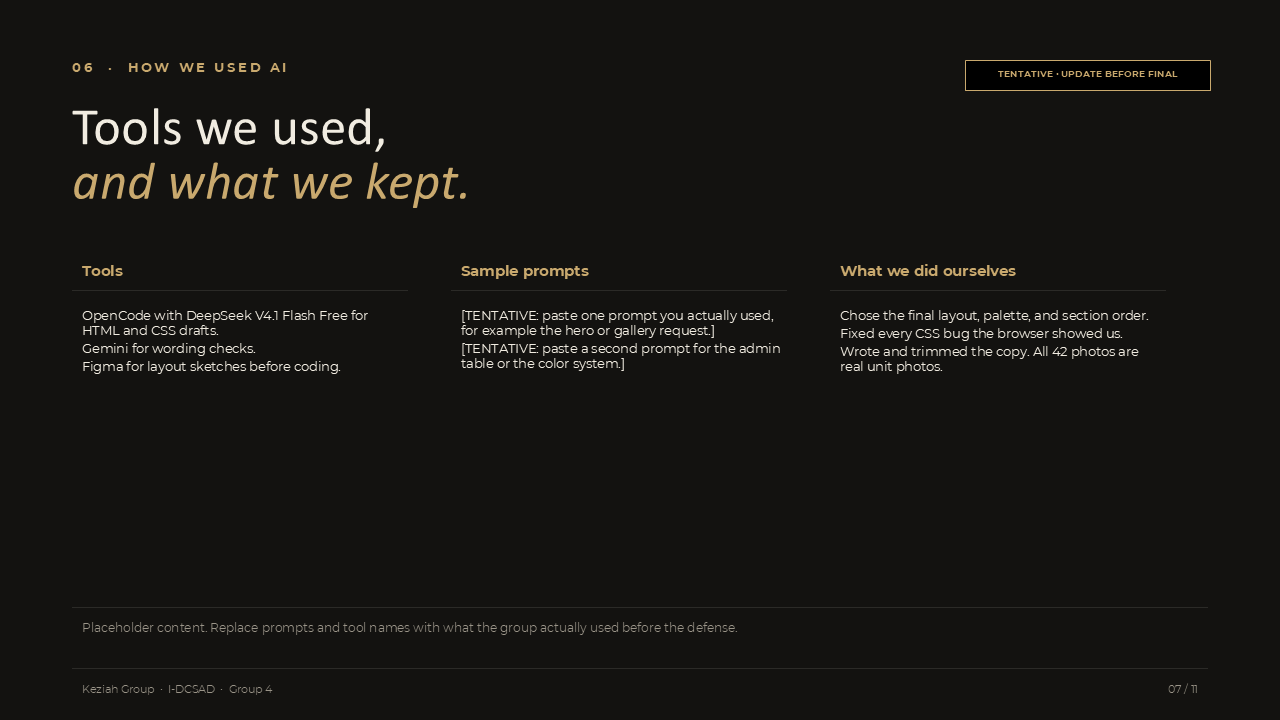 06 · HOW WE USED AI
TENTATIVE · UPDATE BEFORE FINAL
Tools we used,
and what we kept.
Tools
OpenCode with DeepSeek V4.1 Flash Free for
HTML and CSS drafts.
Gemini for wording checks.
Figma for layout sketches before coding.
Sample prompts
[TENTATIVE: paste one prompt you actually used,
for example the hero or gallery request.]
[TENTATIVE: paste a second prompt for the admin
table or the color system.]
What we did ourselves
Chose the final layout, palette, and section order.
Fixed every CSS bug the browser showed us.
Wrote and trimmed the copy. All 42 photos are
real unit photos.
Placeholder content. Replace prompts and tool names with what the group actually used before the defense.
Keziah Group · I-DCSAD · Group 4
07 / 11